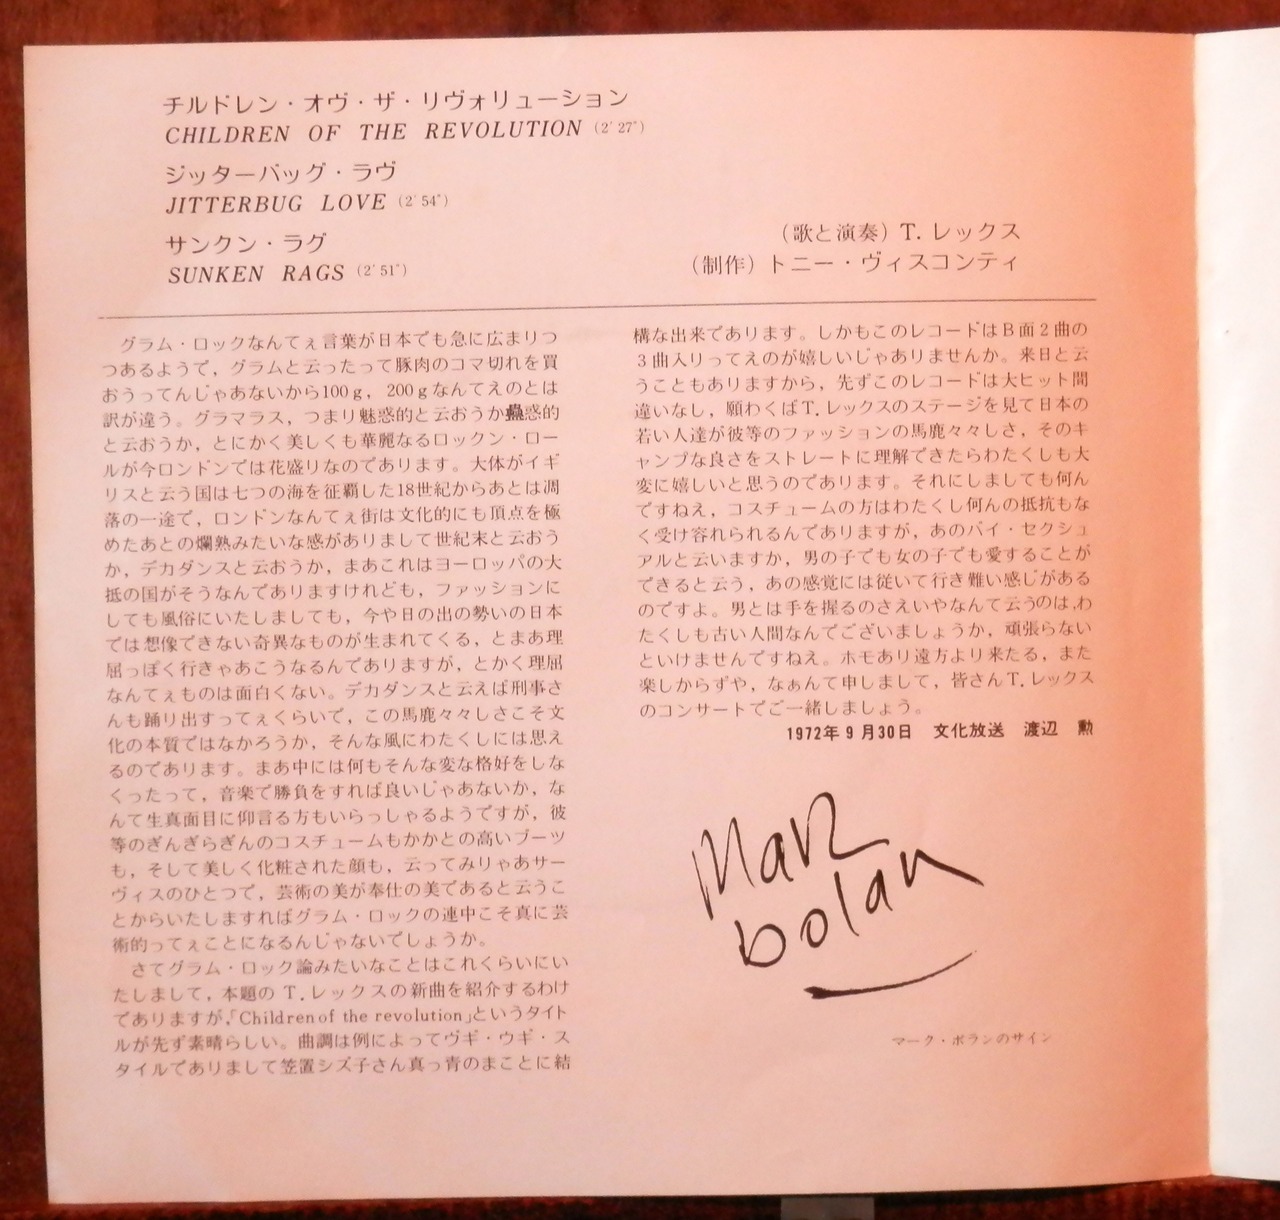 チルドレン・オヴ・ザ・リヴォリューション
CHILDREN OF THE REVOLUTION (2′27″)
ジッターバッグ・ラヴ
JITTERBUG LOVE (2′54″)
サンクン・ラグ
SUNKEN RAGS (2′51″)
(歌と演奏) T. レックス
(制作) トニー・ヴィスコンティ
グラム・ロックなんてぇ言葉が日本でも急に広まりつ
つあるようで，グラムと云ったって豚肉のコマ切れを買
おうってんじゃあないから100g，200gなんてえのとは
訳が違う。グラマラス，つまり魅惑的と云おうか蠱惑的
と云おうか，とにかく美しくも華麗なるロックン・ロー
ルが今ロンドンでは花盛りなのであります。大体がイギ
リスと云う国は七つの海を征覇した18世紀からあとは凋
落の一途で，ロンドンなんてぇ街は文化的にも頂点を極
めたあとの爛熟みたいな感がありまして世紀末と云おう
か，デカダンスと云おうか，まあこれはヨーロッパの大
抵の国がそうなんでありますけれども，ファッションに
しても風俗にいたしましても，今や日の出の勢いの日本
では想像できない奇異なものが生まれてくる，とまあ理
屈っぽく行きゃあこうなるんでありますが，とかく理屈
なんてぇものは面白くない。デカダンスと云えば刑事さ
んも踊り出すってぇくらいで，この馬鹿々々しさこそ文
化の本質ではなかろうか，そんな風にわたくしには思え
るのであります。まあ中には何もそんな変な格好をしな
くったって，音楽で勝負をすれば良いじゃあないか，な
んて生真面目に仰言る方もいらっしゃるようですが，彼
等のぎんぎらぎんのコスチュームもかかとの高いブーツ
も，そして美しく化粧された顔も，云ってみりゃあサー
ヴィスのひとつで，芸術の美が奉仕の美であると云うこ
とからいたしますればグラム・ロックの連中こそ真に芸
術的ってぇことになるんじゃないでしょうか。
さてグラム・ロック論みたいなことはこれくらいにい
たしまして，本題のT.レックスの新曲を紹介するわけ
でありますが，「Children of the revolution」というタイト
ルが先ず素晴らしい。曲調は例によってヴギ・ウギ・ス
タイルでありまして笠置シズ子さん真っ青のまことに結
構な出来であります。しかもこのレコードはB面2曲の
3曲入りってえのが嬉しいじゃありませんか。来日と云
うこともありますから，先ずこのレコードは大ヒット間
違いなし，願わくばT.レックスのステージを見て日本の
若い人達が彼等のファッションの馬鹿々々しさ，そのキ
ャンプな良さをストレートに理解できたらわたくしも大
変に嬉しいと思うのであります。それにしましても何ん
ですねえ，コスチュームの方はわたくし何んの抵抗もな
く受け容れられるんでありますが，あのバイ・セクシュ
アルと云いますか，男の子でも女の子でも愛することが
できると云う，あの感覚には従いて行き難い感じがある
のですよ。男とは手を握るのさえいやなんて云うのは，わ
たくしも古い人間なんでございましょうか，頑張らない
といけませんですねえ。ホモあり遠方より来たる，また
楽しからずや，なぁんて申しまして，皆さんT.レックス
のコンサートでご一緒しましょう。
1972年9月30日　文化放送　渡辺　勲
Marc
bolan
マーク・ボランのサイン